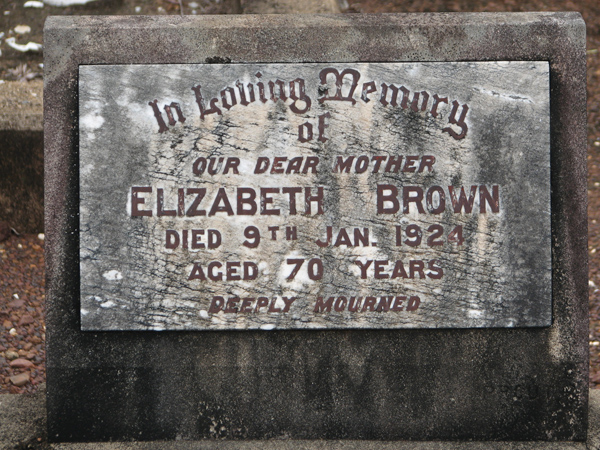 In Loving Memory
of
OUR DEAR MOTHER
ELIZABETH BROWN
DIED 9TH JAN. 1924
AGED 70 YEARS
DEEPLY MOURNED